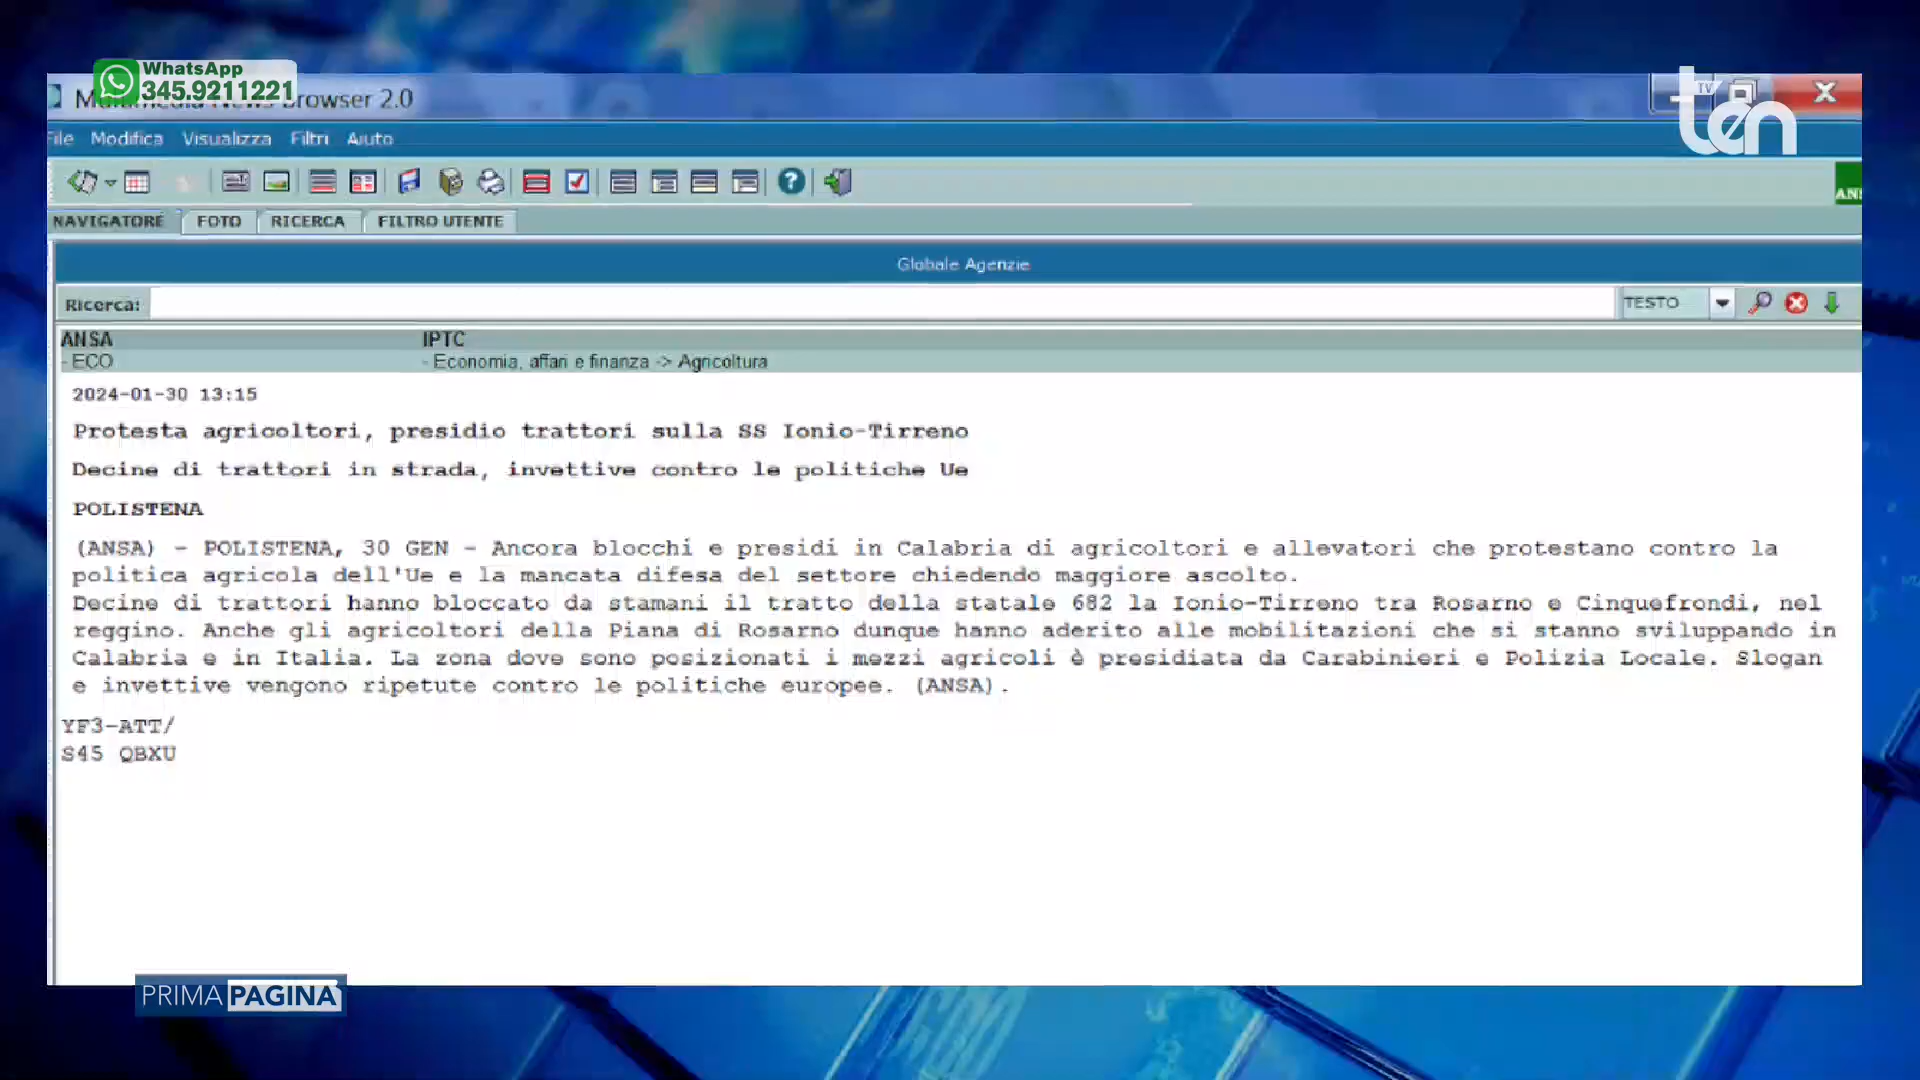 WhatsApp
345.9211221
Browser 2.0
TV
ten
File Modifica Visualizza Filtri Aiuto
ANS
NAVIGATORE FOTO RICERCA FILTRO UTENTE
Globale Agenzie
Ricerca: TESTO
ANSA IPTC
- ECO - Economia, affari e finanza -> Agricoltura
2024-01-30 13:15
Protesta agricoltori, presidio trattori sulla SS Ionio-Tirreno
Decine di trattori in strada, invettive contro le politiche Ue
POLISTENA
(ANSA) - POLISTENA, 30 GEN - Ancora blocchi e presidi in Calabria di agricoltori e allevatori che protestano contro la
politica agricola dell'Ue e la mancata difesa del settore chiedendo maggiore ascolto.
Decine di trattori hanno bloccato da stamani il tratto della statale 682 la Ionio-Tirreno tra Rosarno e Cinquefrondi, nel
reggino. Anche gli agricoltori della Piana di Rosarno dunque hanno aderito alle mobilitazioni che si stanno sviluppando in
Calabria e in Italia. La zona dove sono posizionati i mezzi agricoli è presidiata da Carabinieri e Polizia Locale. Slogan
e invettive vengono ripetute contro le politiche europee. (ANSA).
YF3-ATT/
S45 QBXU
PRIMA PAGINA